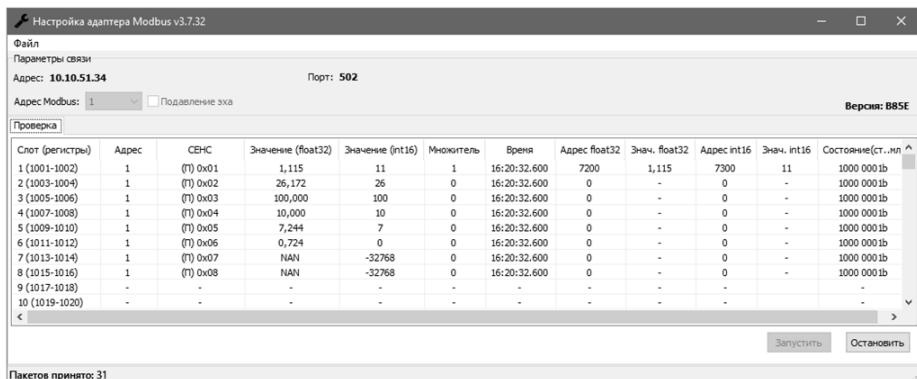 Настройка адаптера Modbus v3.7.32
Файл
Параметры связи
Адрес: 10.10.51.34 Порт: 502
Адрес Modbus: 1 Подавление эха Версия: B85E
Проверка
Слот (регистры) Адрес СЕНС Значение (float32) Значение (int16) Множитель Время Адрес float32 Знач. float32 Адрес int16 Знач. int16 Состояние(ст..мл
1 (1001-1002) 1 (П) 0x01 1,115 11 1 16:20:32.600 7200 1,115 7300 11 1000 0001b
2 (1003-1004) 1 (П) 0x02 26,172 26 0 16:20:32.600 0 - 0 - 1000 0001b
3 (1005-1006) 1 (П) 0x03 100,000 100 0 16:20:32.600 0 - 0 - 1000 0001b
4 (1007-1008) 1 (П) 0x04 10,000 10 0 16:20:32.600 0 - 0 - 1000 0001b
5 (1009-1010) 1 (П) 0x05 7,244 7 0 16:20:32.600 0 - 0 - 1000 0001b
6 (1011-1012) 1 (П) 0x06 0,724 0 0 16:20:32.600 0 - 0 - 1000 0001b
7 (1013-1014) 1 (П) 0x07 NAN -32768 0 16:20:32.600 0 - 0 - 1000 0001b
8 (1015-1016) 1 (П) 0x08 NAN -32768 0 16:20:32.600 0 - 0 - 1000 0001b
9 (1017-1018) - - - - - - - - - - -
10 (1019-1020) - - - - - - - - - - -
Запустить Остановить
Пакетов принято: 31